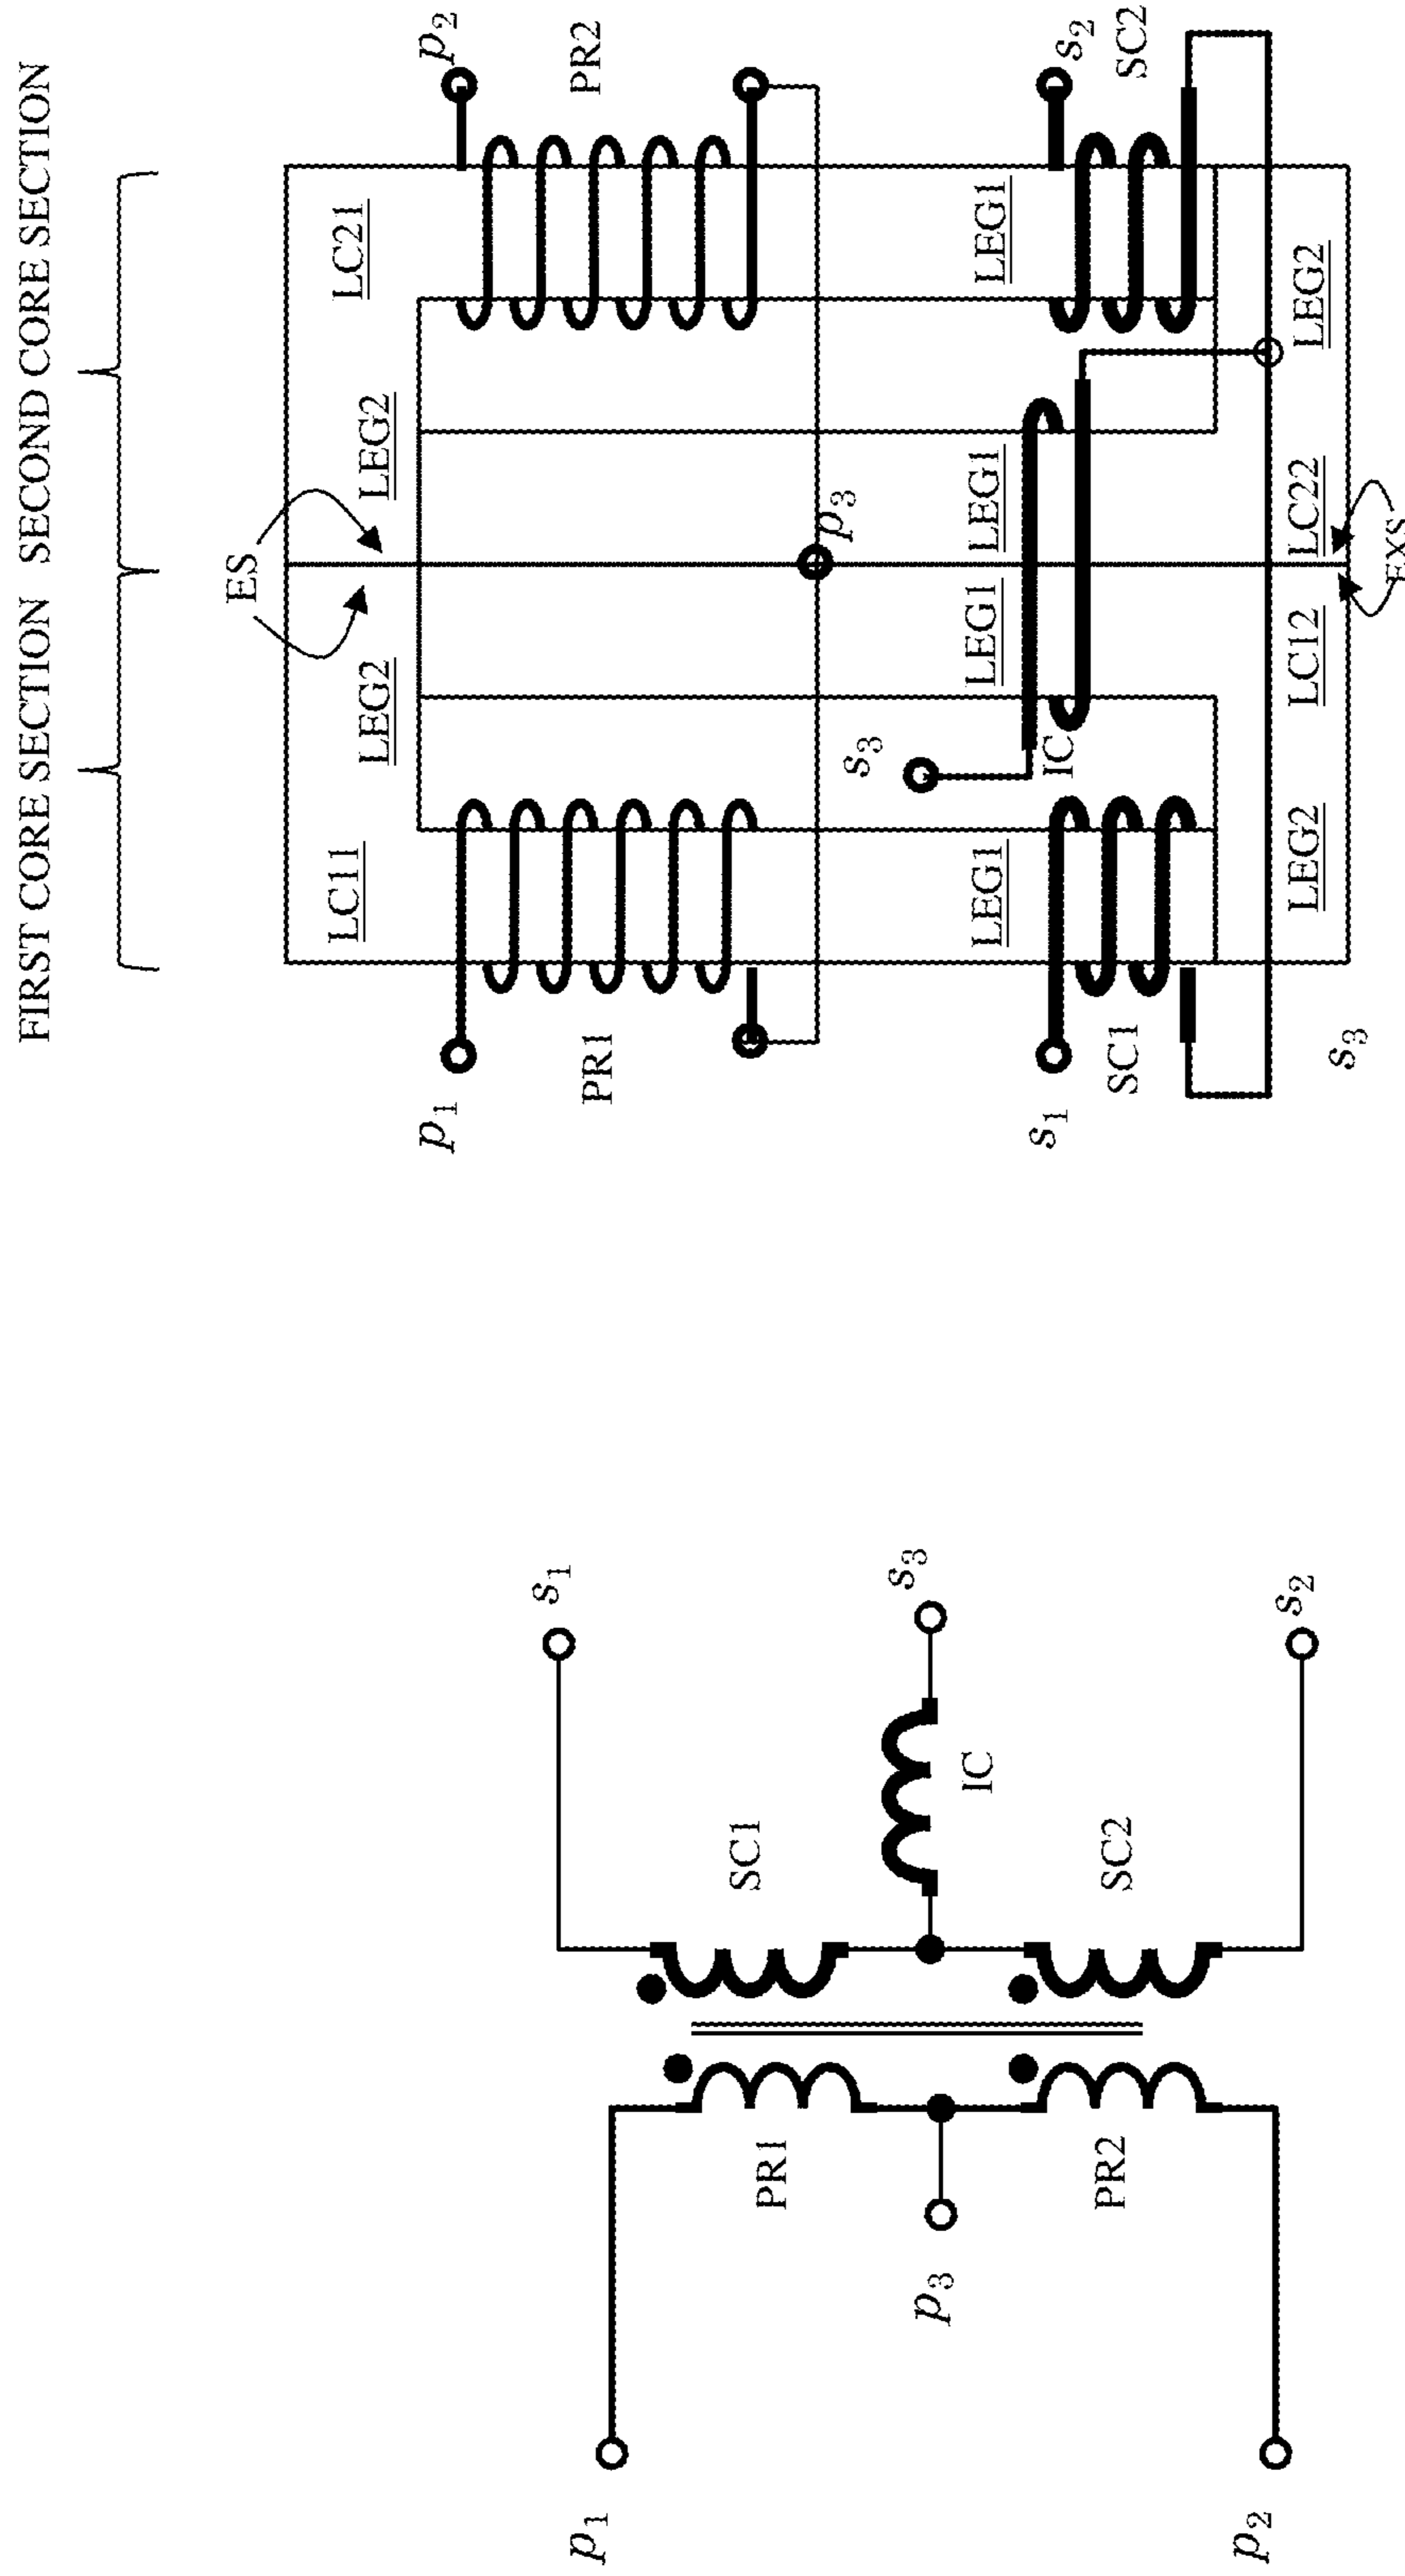 FIRST CORE SECTION SECOND CORE SECTION
ES
LC11
LEG2
LEG2
LC21
p₁
PR1
p₂
PR2
p₃
s₃
IC
LEG1
LEG1
LEG1
LEG1
s₁
SC1
s₂
SC2
LEG2
LC12
LC22
LEG2
s₃
EXS
p₁
PR1
SC1
s₁
p₃
IC
s₃
p₂
PR2
SC2
s₂